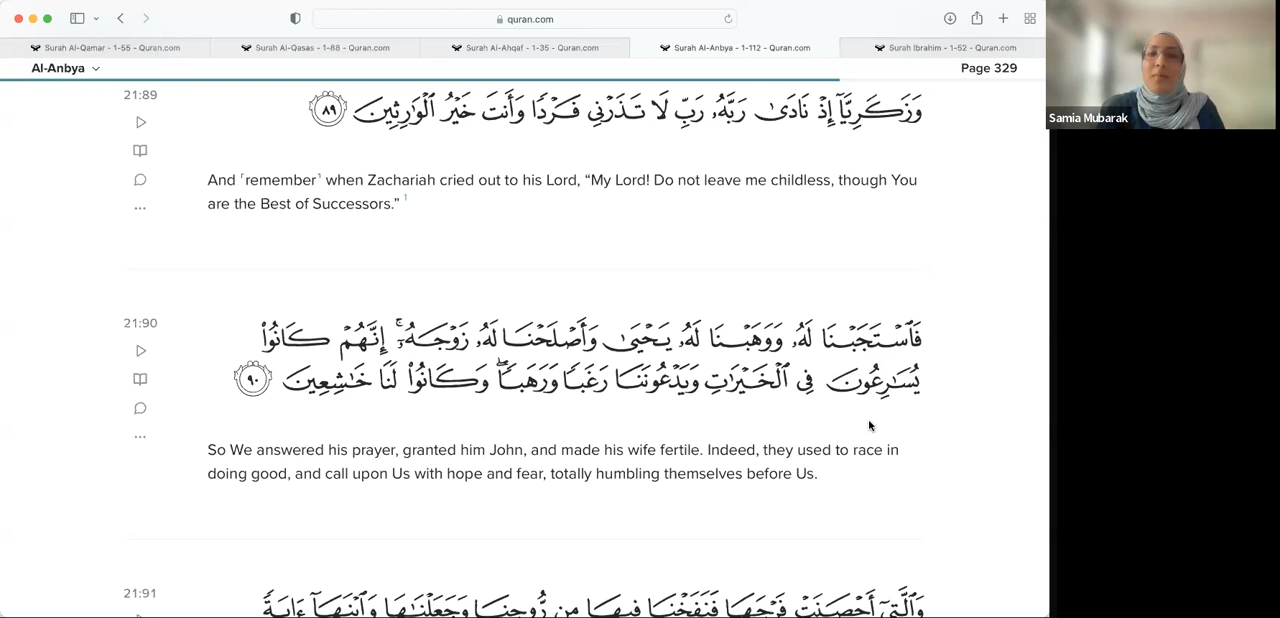 quran.com
Surah Al-Qamar - 1-55 - Quran.com
Surah Al-Qasas - 1-88 - Quran.com
Surah Al-Ahqaf - 1-35 - Quran.com
Surah Al-Anbya - 1-112 - Quran.com
Surah Ibrahim - 1-52 - Quran.com
Al-Anbya
Page 329
Samia Mubarak
21:89
وَزَكَرِيَّآ إِذْ نَادَىٰ رَبَّهُۥ رَبِّ لَا تَذَرْنِى فَرْدًا وَأَنتَ خَيْرُ ٱلْوَٰرِثِينَ ٨٩
And ˹remember˺ when Zachariah cried out to his Lord, “My Lord! Do not leave me childless, though You
are the Best of Successors.” 1
21:90
فَٱسْتَجَبْنَا لَهُۥ وَوَهَبْنَا لَهُۥ يَحْيَىٰ وَأَصْلَحْنَا لَهُۥ زَوْجَهُۥٓ ۚ إِنَّهُمْ كَانُوا۟
يُسَٰرِعُونَ فِى ٱلْخَيْرَٰتِ وَيَدْعُونَنَا رَغَبًا وَرَهَبًا ۖ وَكَانُوا۟ لَنَا خَٰشِعِينَ ٩٠
So We answered his prayer, granted him John, and made his wife fertile. Indeed, they used to race in
doing good, and call upon Us with hope and fear, totally humbling themselves before Us.
21:91
وَٱلَّتِىٓ أَحْصَنَتْ فَرْجَهَا فَنَفَخْنَا فِيهَا مِن رُّوحِنَا وَجَعَلْنَٰهَا وَٱبْنَهَآ ءَايَةً